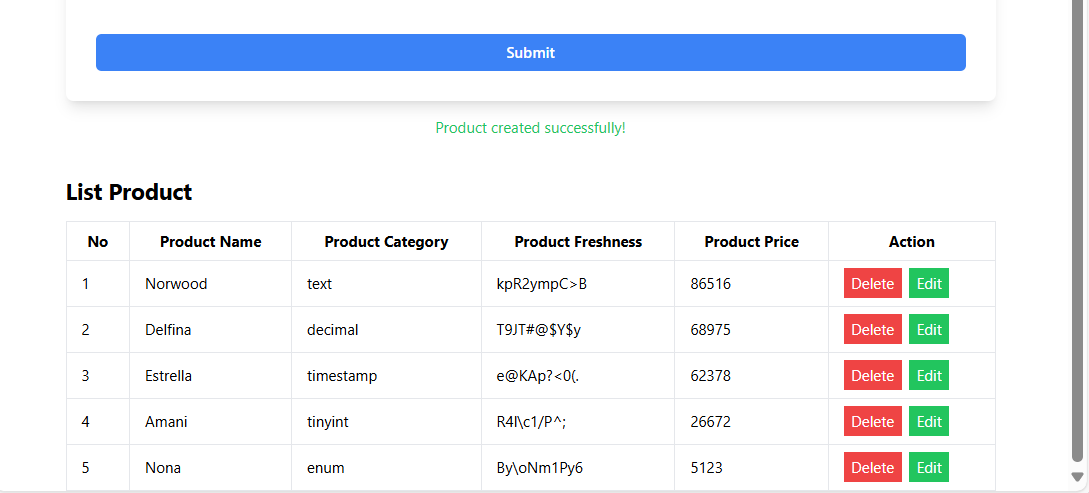 Submit
Product created successfully!
List Product
No Product Name Product Category Product Freshness Product Price Action
1 Norwood text kpR2ympC>B 86516 Delete Edit
2 Delfina decimal T9JT#@$Y$y 68975 Delete Edit
3 Estrella timestamp e@KAp?<0(. 62378 Delete Edit
4 Amani tinyint R4I\c1/P^; 26672 Delete Edit
5 Nona enum By\oNm1Py6 5123 Delete Edit